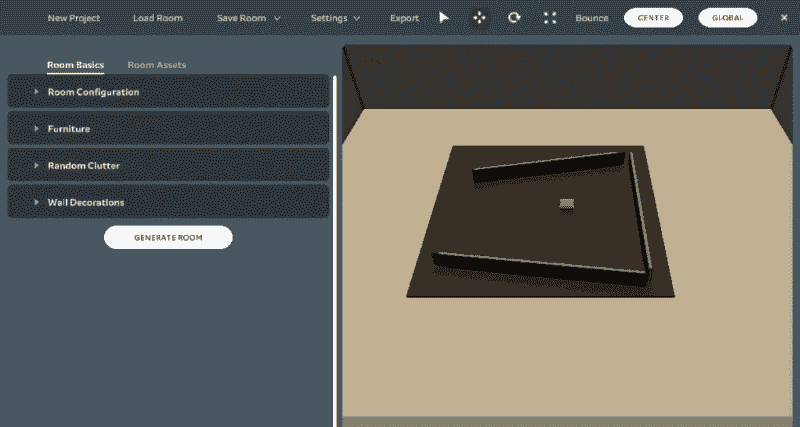 New Project Load Room Save Room Settings Export Bounce CENTER GLOBAL
Room Basics Room Assets
Room Configuration
Furniture
Random Clutter
Wall Decorations
GENERATE ROOM